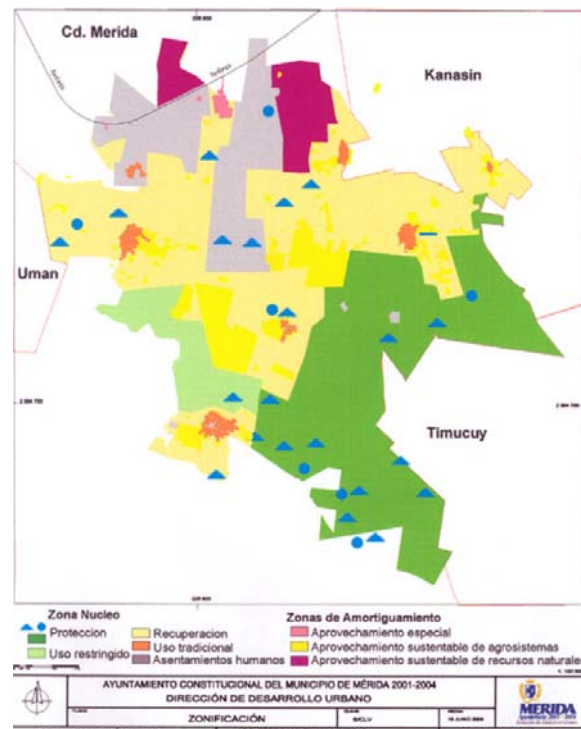 Cd. Merida
Kanasin
Uman
Timucuy
Zona Nucleo
Proteccion
Uso restringido
Recuperacion
Uso tradicional
Asentamientos humanos
Zonas de Amortiguamiento
Aprovechamiento especial
Aprovechamiento sustentable de agrosistemas
Aprovechamiento sustentable de recursos naturale
AYUNTAMIENTO CONSTITUCIONAL DEL MUNICIPIO DE MÉRIDA 2001-2004
DIRECCIÓN DE DESARROLLO URBANO
ZONIFICACIÓN
MERIDA